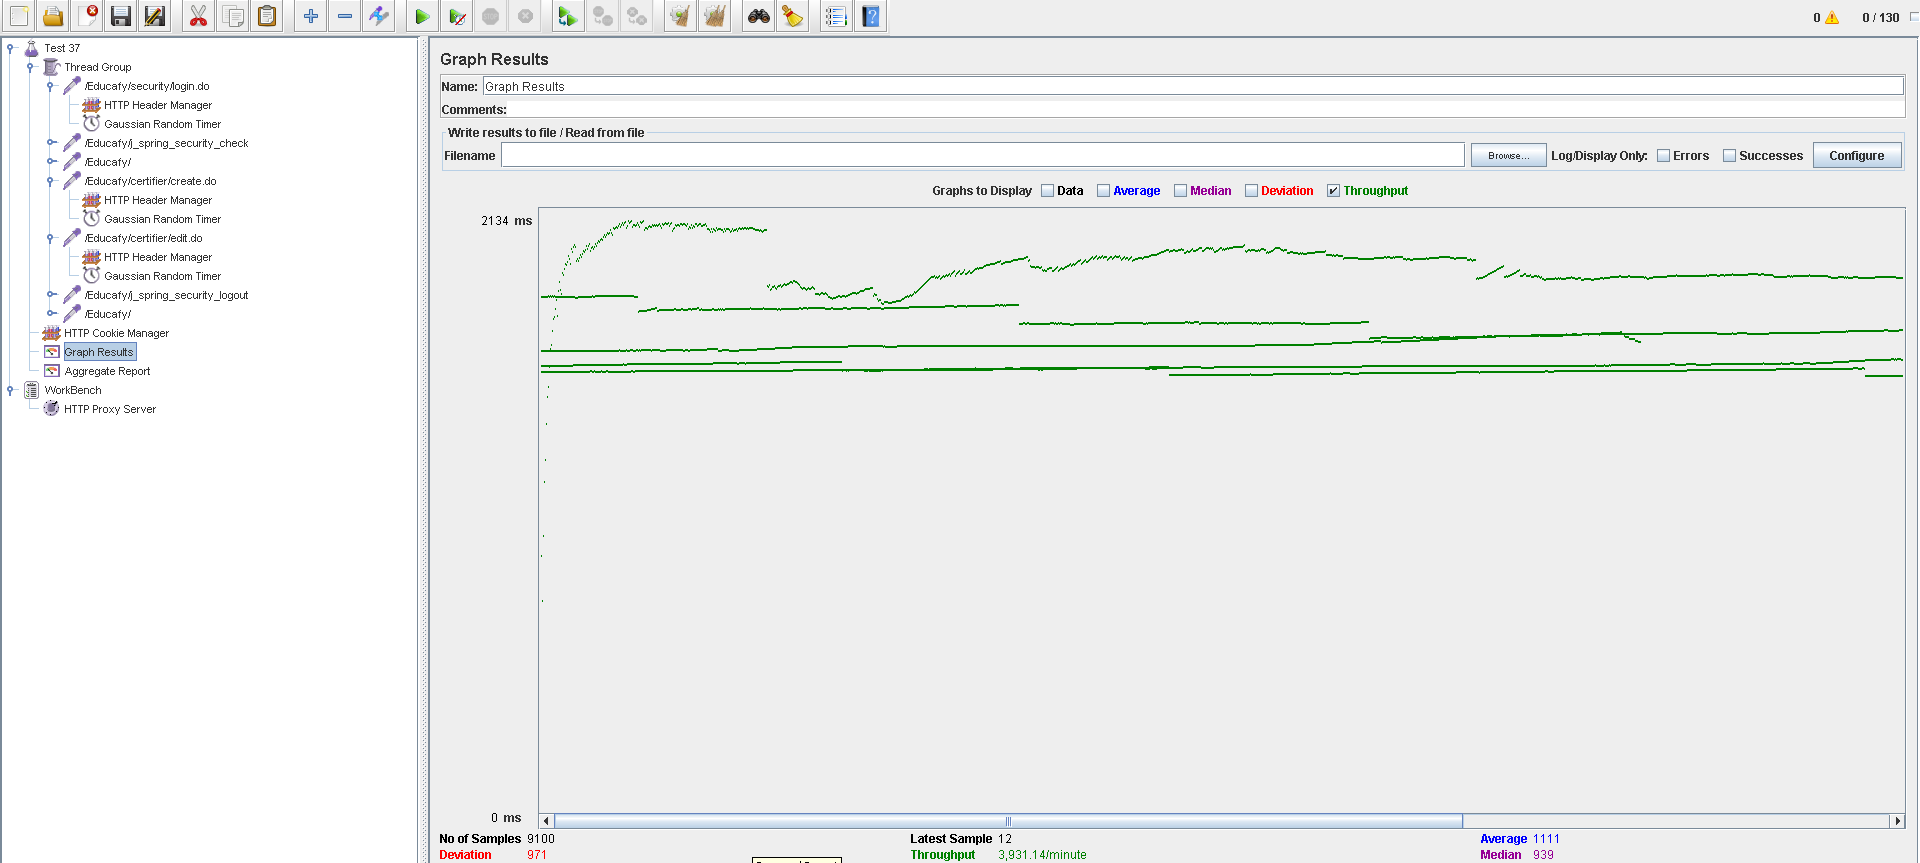 0
0 / 130
Test 37
Thread Group
/Educafy/security/login.do
HTTP Header Manager
Gaussian Random Timer
/Educafy/j_spring_security_check
/Educafy/
/Educafy/certifier/create.do
HTTP Header Manager
Gaussian Random Timer
/Educafy/certifier/edit.do
HTTP Header Manager
Gaussian Random Timer
/Educafy/j_spring_security_logout
/Educafy/
HTTP Cookie Manager
Graph Results
Aggregate Report
WorkBench
HTTP Proxy Server
Graph Results
Name: Graph Results
Comments:
Write results to file / Read from file
Filename Browse... Log/Display Only: Errors Successes Configure
Graphs to Display Data Average Median Deviation Throughput
2134 ms
0 ms
No of Samples 9100 Latest Sample 12 Average 1111
Deviation 971 Throughput 3,931.14/minute Median 939